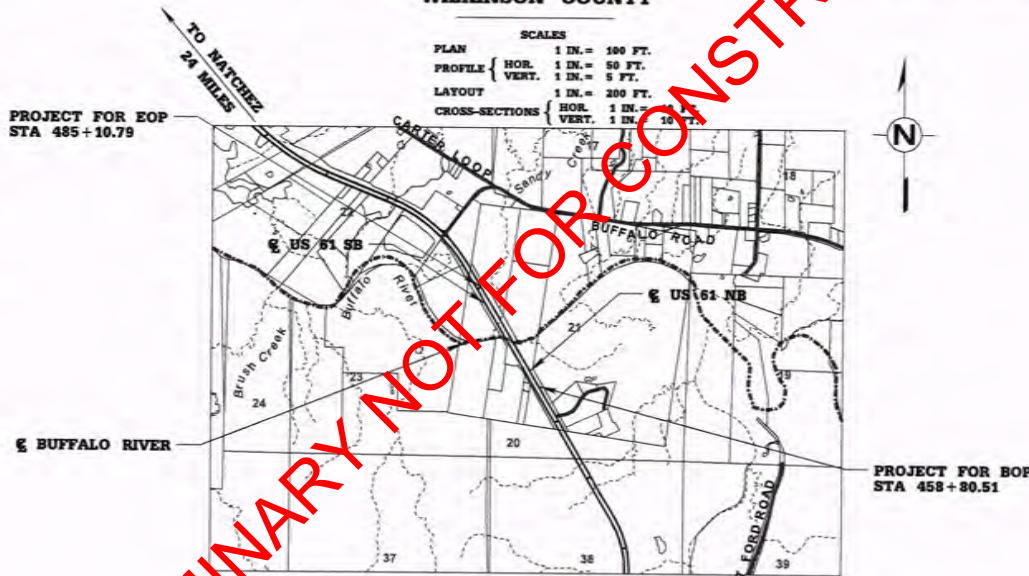 WILKINSON COUNTY
SCALES
PLAN 1 IN.= 100 FT.
PROFILE { HOR. 1 IN.= 50 FT.
VERT. 1 IN.= 5 FT.
LAYOUT 1 IN.= 200 FT.
CROSS-SECTIONS { HOR. 1 IN.=
VERT. 1 IN.= 10 FT.
TO NATCHEZ
24 MILES
PROJECT FOR EOP
STA 485+10.79
N
CARTER LOOP
Sandy Creek
17
18
22
BUFFALO ROAD
℄ US 61 SB
Buffalo River
℄ US 61 NB
21
Brush Creek
23
24
19
20
℄ BUFFALO RIVER
PROJECT FOR BOP
STA 458+80.51
FORD ROAD
37
38
39
MINARY NOT FOR CONSTR